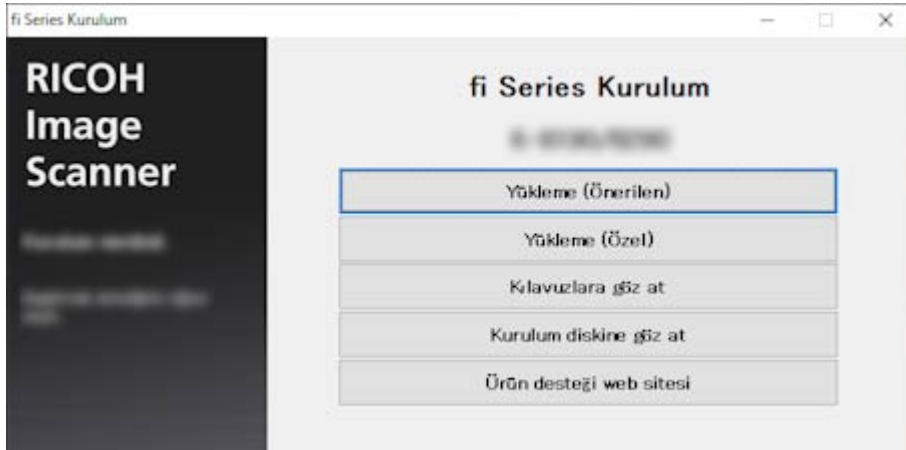 fi Series Kurulum
RICOH
Image
Scanner
fi Series Kurulum
Yükleme (Önerilen)
Yükleme (Özel)
Kılavuzlara göz at
Kurulum diskine göz at
Ürün desteği web sitesi